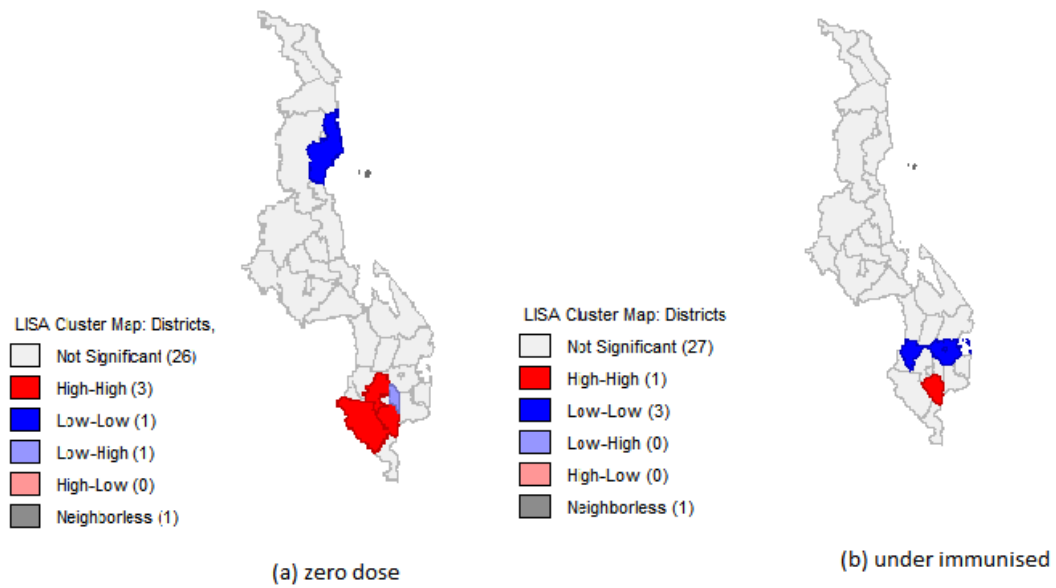 LISA Cluster Map: Districts,
Not Significant (26)
High-High (3)
Low-Low (1)
Low-High (1)
High-Low (0)
Neighborless (1)
(a) zero dose
LISA Cluster Map: Districts
Not Significant (27)
High-High (1)
Low-Low (3)
Low-High (0)
High-Low (0)
Neighborless (1)
(b) under immunised